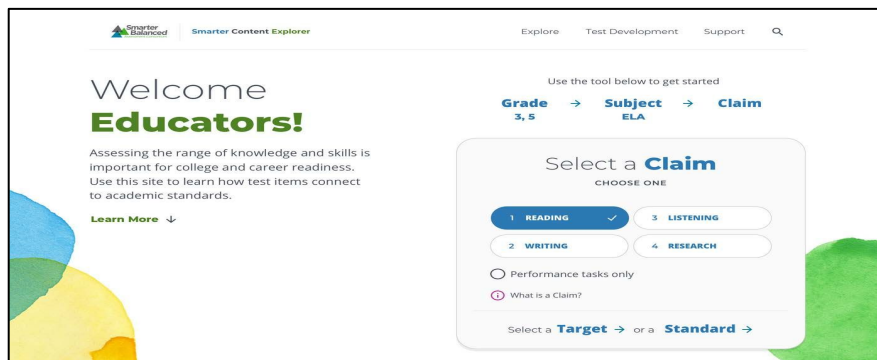 Smarter
Balanced
Smarter Content Explorer
Explore Test Development Support
Welcome
Educators!
Assessing the range of knowledge and skills is
important for college and career readiness.
Use this site to learn how test items connect
to academic standards.
Learn More ↓
Use the tool below to get started
Grade → Subject → Claim
3, 5 ELA
Select a Claim
CHOOSE ONE
1 READING
3 LISTENING
2 WRITING
4 RESEARCH
Performance tasks only
What is a Claim?
Select a Target → or a Standard →